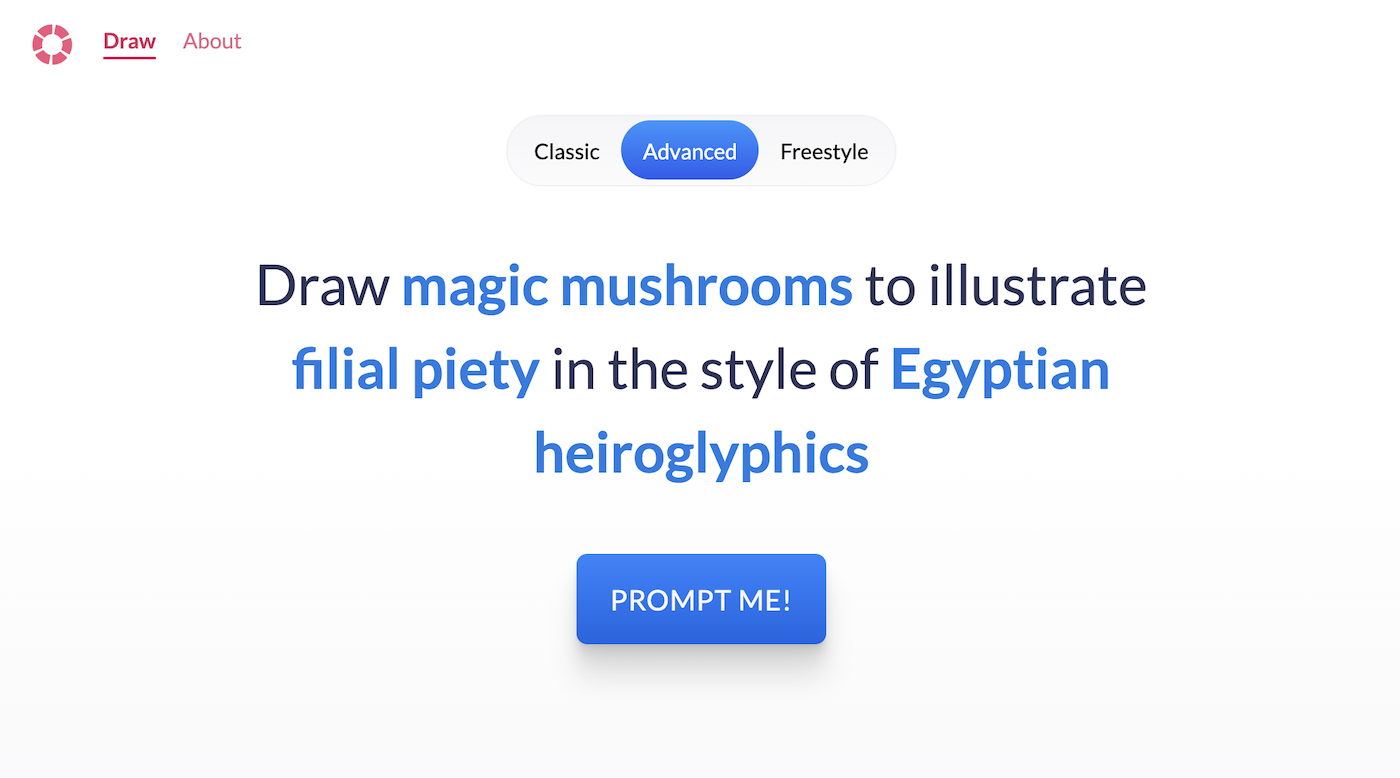 Draw About
Classic Advanced Freestyle
Draw magic mushrooms to illustrate
filial piety in the style of Egyptian
heiroglyphics
PROMPT ME!